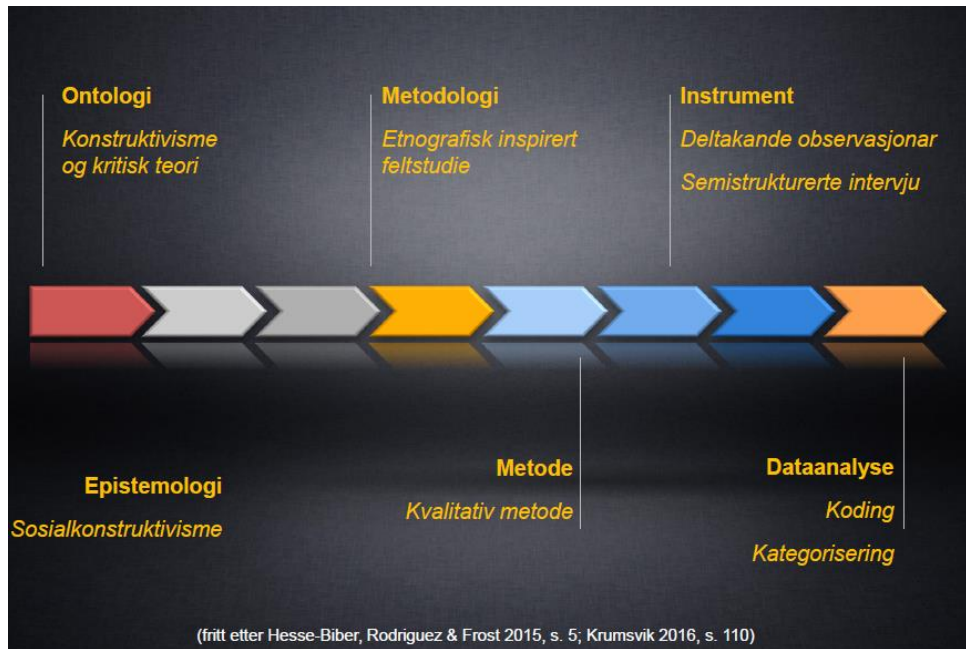 Ontologi
Konstruktivisme
og kritisk teori
Metodologi
Etnografisk inspirert
feltstudie
Instrument
Deltakande observasjonar
Semistrukturerte intervju
Epistemologi
Sosialkonstruktivisme
Metode
Kvalitativ metode
Dataanalyse
Koding
Kategorisering
(fritt etter Hesse-Biber, Rodriguez & Frost 2015, s. 5; Krumsvik 2016, s. 110)